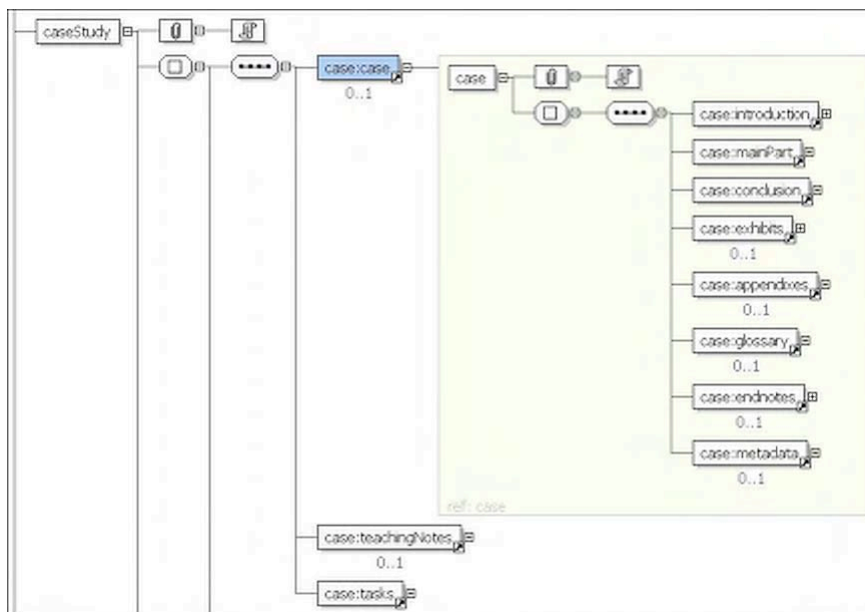 caseStudy
case:case
0..1
case
case:introduction
case:mainPart
case:conclusion
case:exhibits
0..1
case:appendixes
0..1
case:glossary
0..1
case:endnotes
0..1
case:metadata
0..1
ref: case
case:teachingNotes
0..1
case:tasks